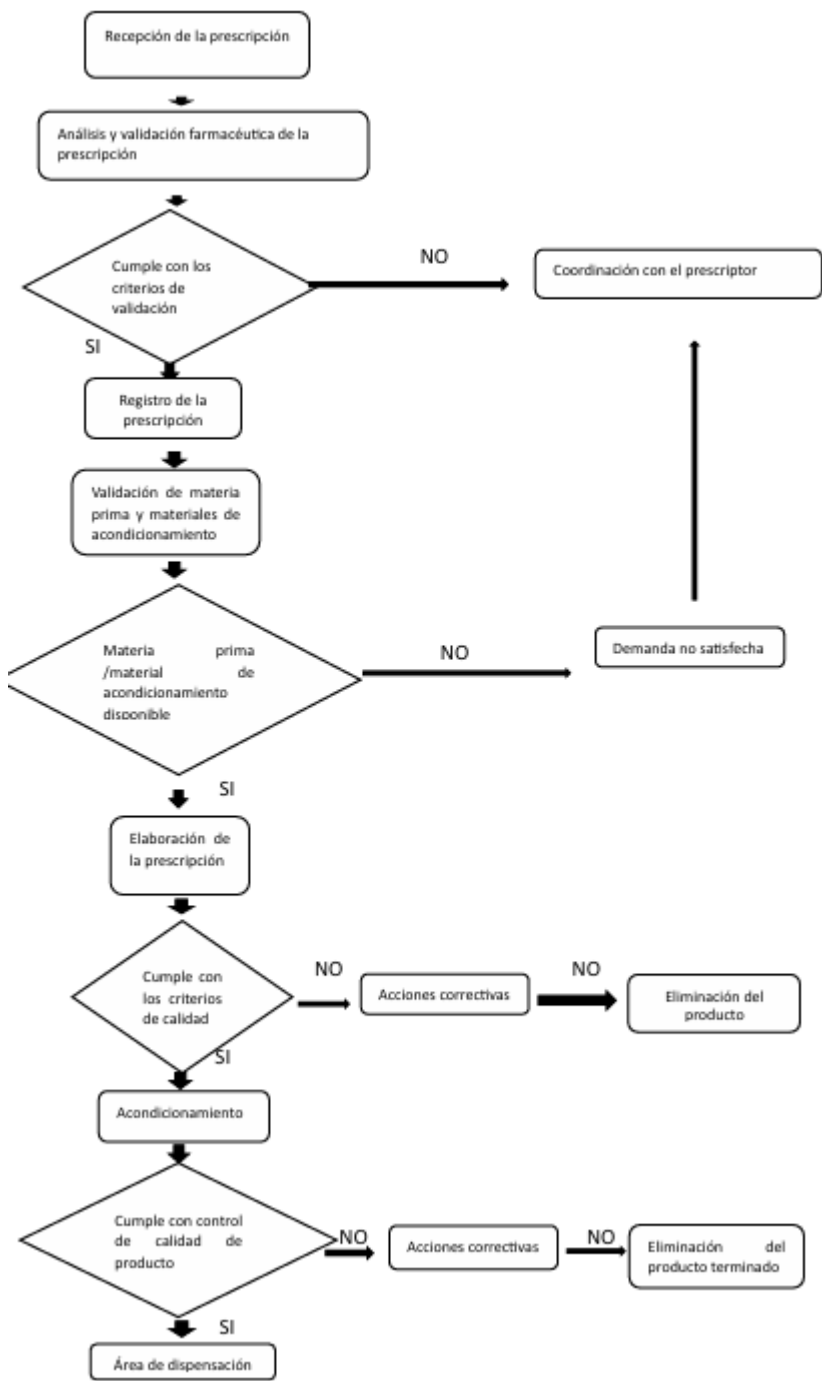 Recepción de la prescripción
Análisis y validación farmacéutica de la
prescripción
Cumple con los
criterios de
validación
NO
Coordinación con el prescriptor
SI
Registro de la
prescripción
Validación de materia
prima y materiales de
acondicionamiento
Materia prima
/material de
acondicionamiento
disponible
NO
Demanda no satisfecha
SI
Elaboración de
la prescripción
Cumple con
los criterios
de calidad
NO
Acciones correctivas
NO
Eliminación del
producto
SI
Acondicionamiento
Cumple con control
de calidad de
producto
NO
Acciones correctivas
NO
Eliminación del
producto terminado
SI
Área de dispensación